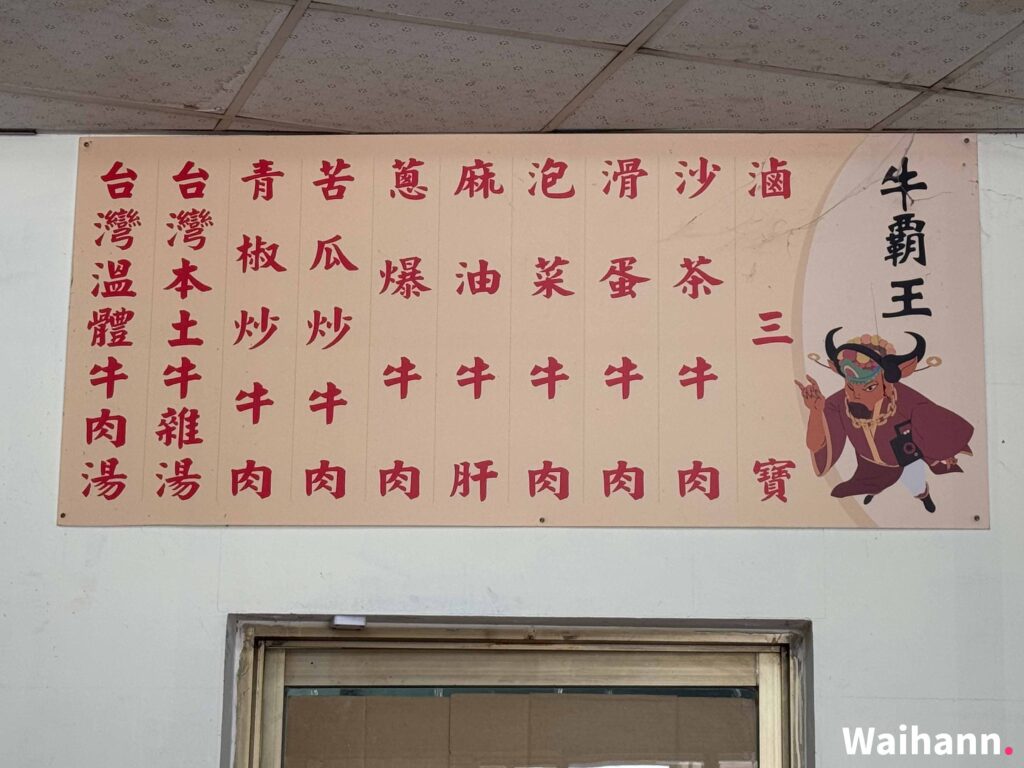 牛霸王
滷三寶
沙茶牛肉
滑蛋牛肉
泡菜牛肉
麻油牛肝
蔥爆牛肉
苦瓜炒牛肉
青椒炒牛肉
台灣本土牛雜湯
台灣溫體牛肉湯
Waihann.